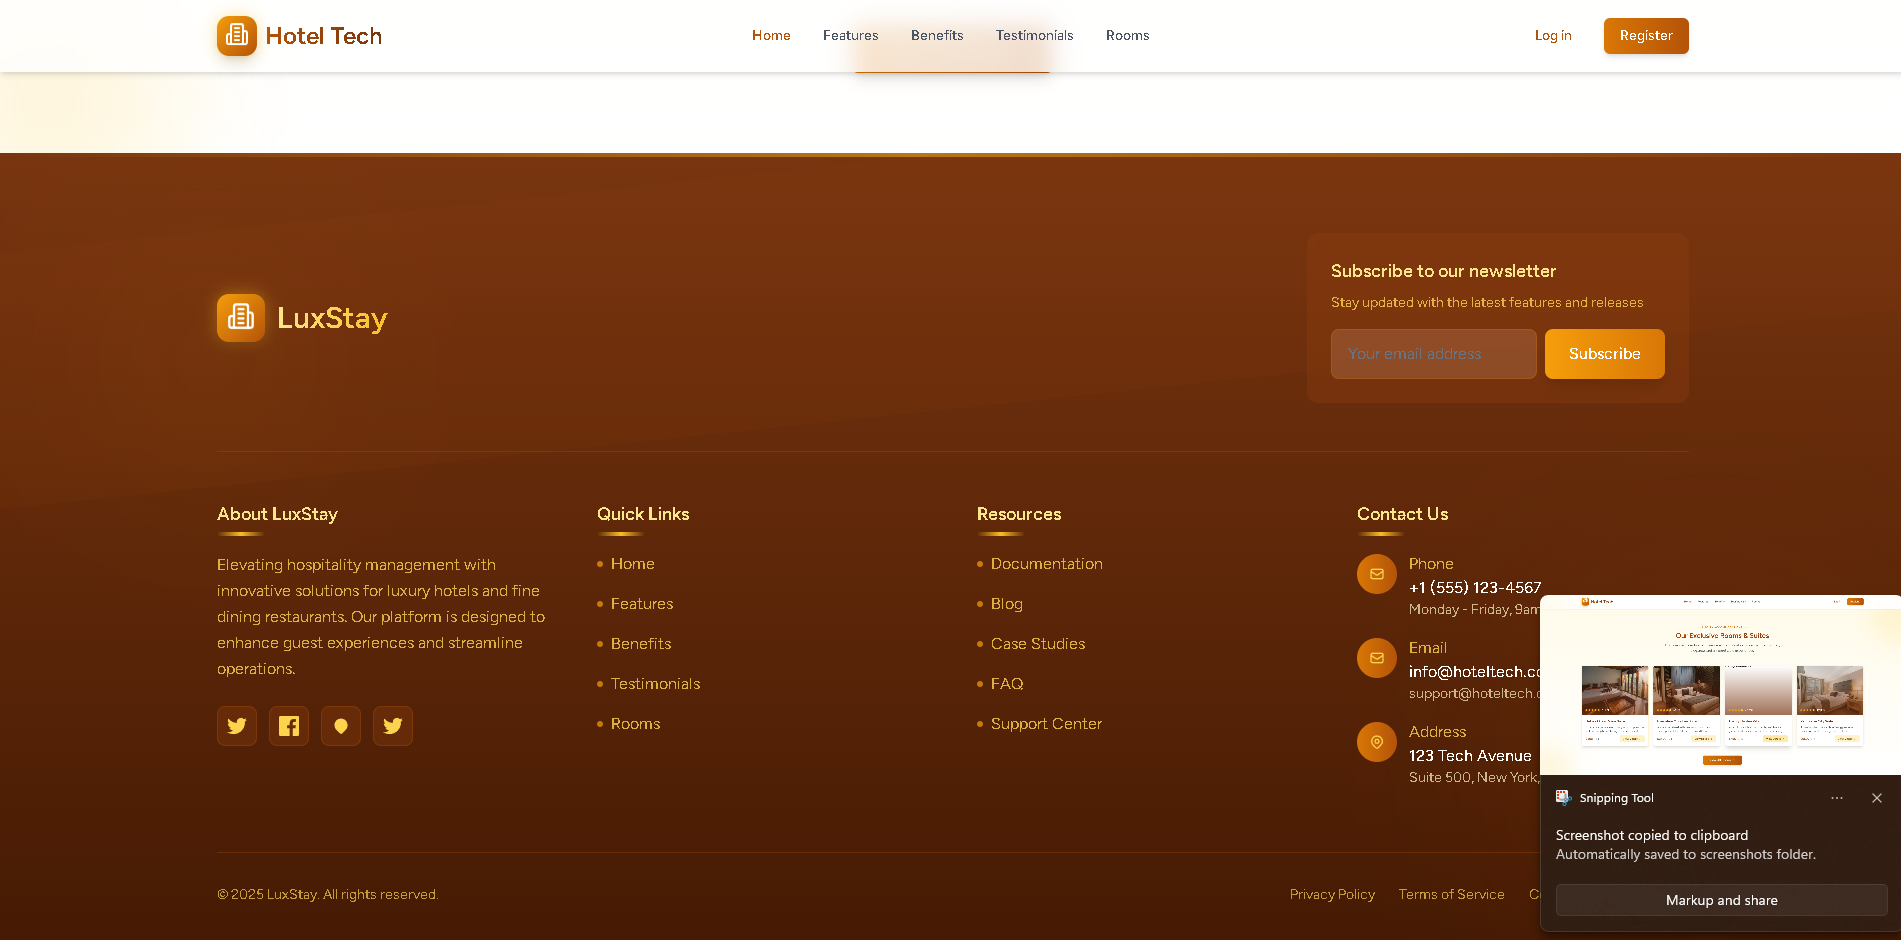 Hotel Tech
Home Features Benefits Testimonials Rooms
Log in Register
LuxStay
Subscribe to our newsletter
Stay updated with the latest features and releases
Your email address Subscribe
About LuxStay
Elevating hospitality management with
innovative solutions for luxury hotels and fine
dining restaurants. Our platform is designed to
enhance guest experiences and streamline
operations.
Quick Links
Home
Features
Benefits
Testimonials
Rooms
Resources
Documentation
Blog
Case Studies
FAQ
Support Center
Contact Us
Phone
+1 (555) 123-4567
Monday - Friday, 9am
Email
info@hoteltech.co
support@hoteltech.c
Address
123 Tech Avenue
Suite 500, New York,
Hotel Tech
Our Exclusive Rooms & Suites
Snipping Tool
Screenshot copied to clipboard
Automatically saved to screenshots folder.
Markup and share
© 2025 LuxStay. All rights reserved.
Privacy Policy Terms of Service